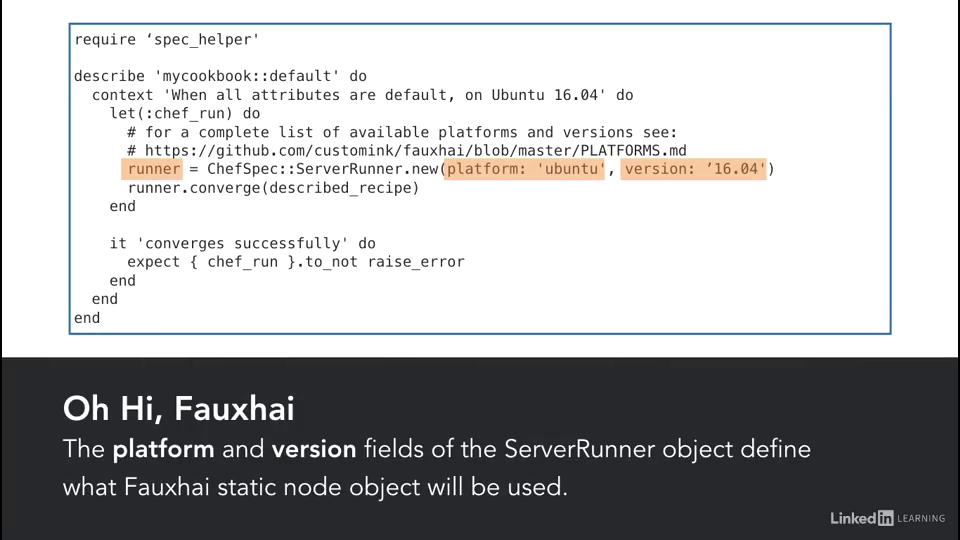 require ‘spec_helper'

describe 'mycookbook::default' do
  context 'When all attributes are default, on Ubuntu 16.04' do
    let(:chef_run) do
      # for a complete list of available platforms and versions see:
      # https://github.com/customink/fauxhai/blob/master/PLATFORMS.md
      runner = ChefSpec::ServerRunner.new(platform: 'ubuntu', version: ’16.04')
      runner.converge(described_recipe)
    end

    it 'converges successfully' do
      expect { chef_run }.to_not raise_error
    end
  end
end
Oh Hi, Fauxhai
The platform and version fields of the ServerRunner object define
what Fauxhai static node object will be used.
Linked in LEARNING